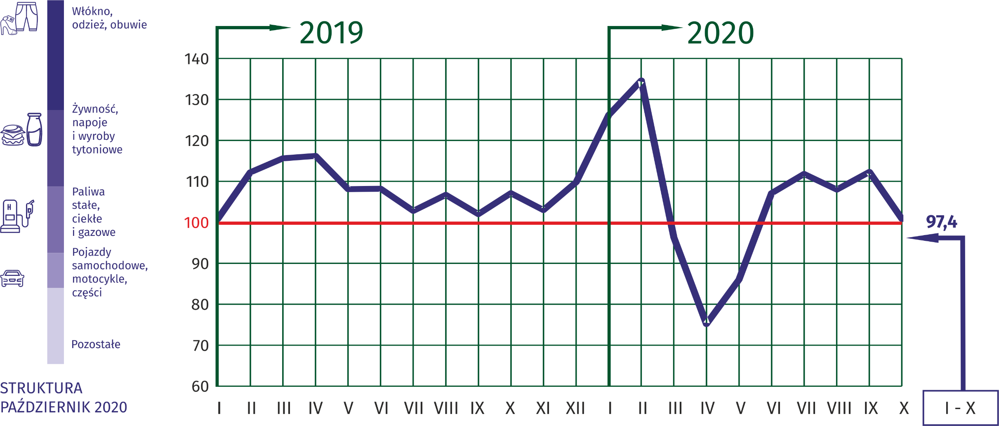 Włókno,
odzież, obuwie
Żywność,
napoje
i wyroby
tytoniowe
Paliwa
stałe,
ciekłe
i gazowe
Pojazdy
samochodowe,
motocykle,
części
Pozostałe
STRUKTURA
PAŹDZIERNIK 2020
2019 2020
140
130
120
110
100
90
80
70
60
I II III IV V VI VII VIII IX X XI XII I II III IV V VI VII VIII IX X
97,4
I - X
H